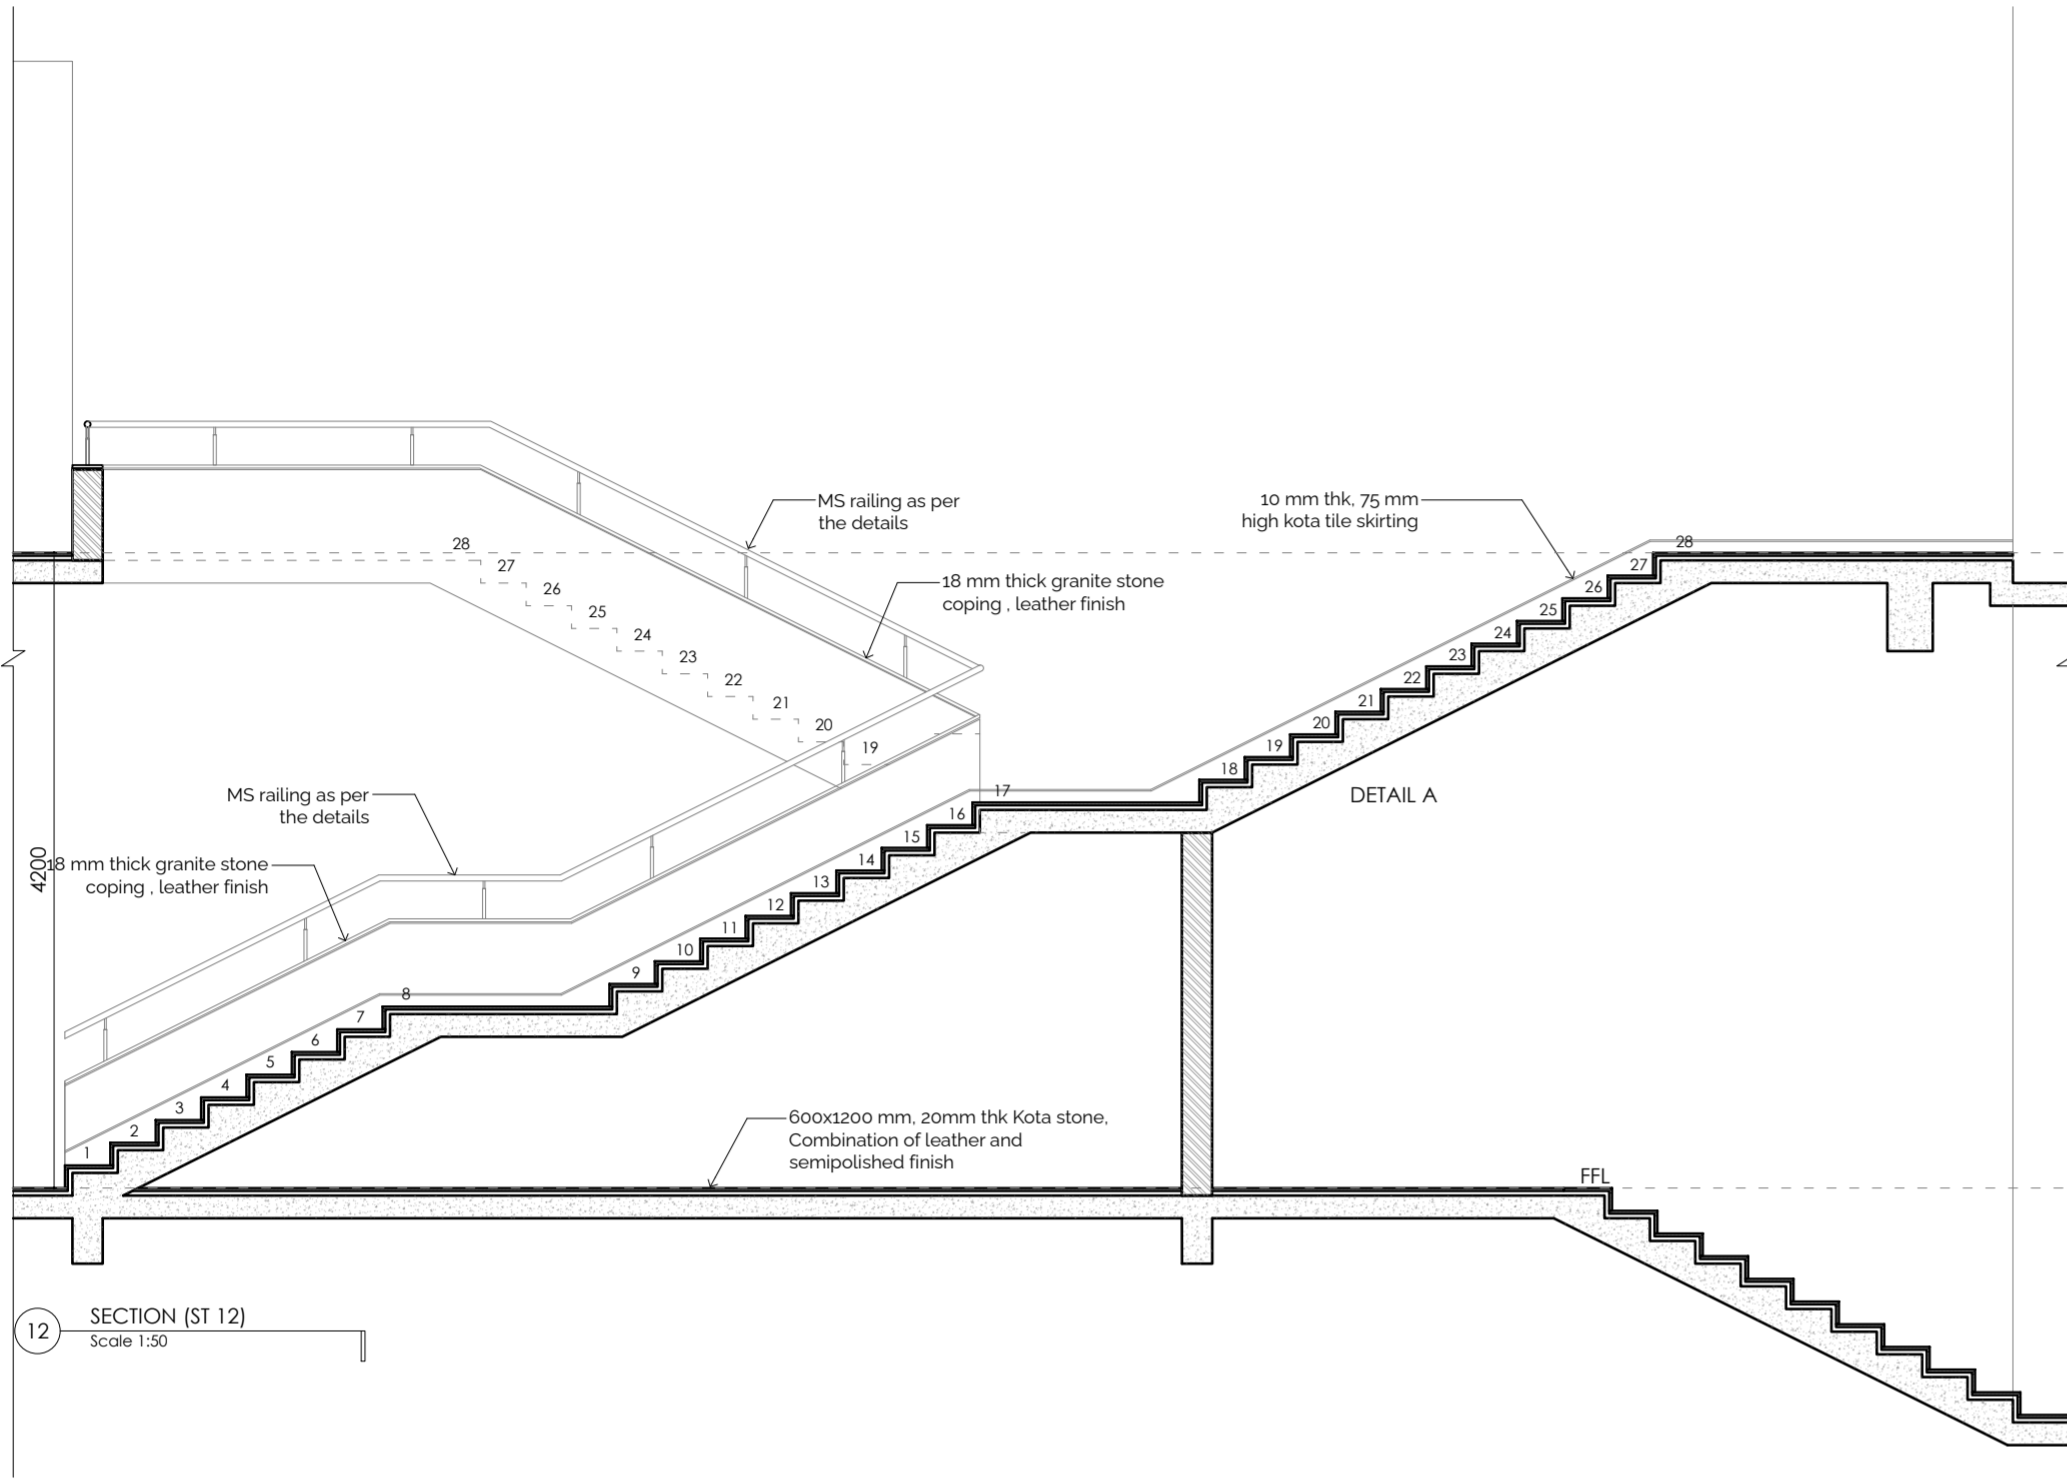 MS railing as per
the details
10 mm thk, 75 mm
high kota tile skirting
18 mm thick granite stone
coping , leather finish
28
27
26
25
24
23
22
21
20
19
28
27
26
25
24
23
22
21
20
19
18
17
16
15
14
13
12
11
10
9
8
7
6
5
4
3
2
1
DETAIL A
MS railing as per
the details
4200
18 mm thick granite stone
coping , leather finish
600x1200 mm, 20mm thk Kota stone,
Combination of leather and
semipolished finish
FFL
12
SECTION (ST 12)
Scale 1:50